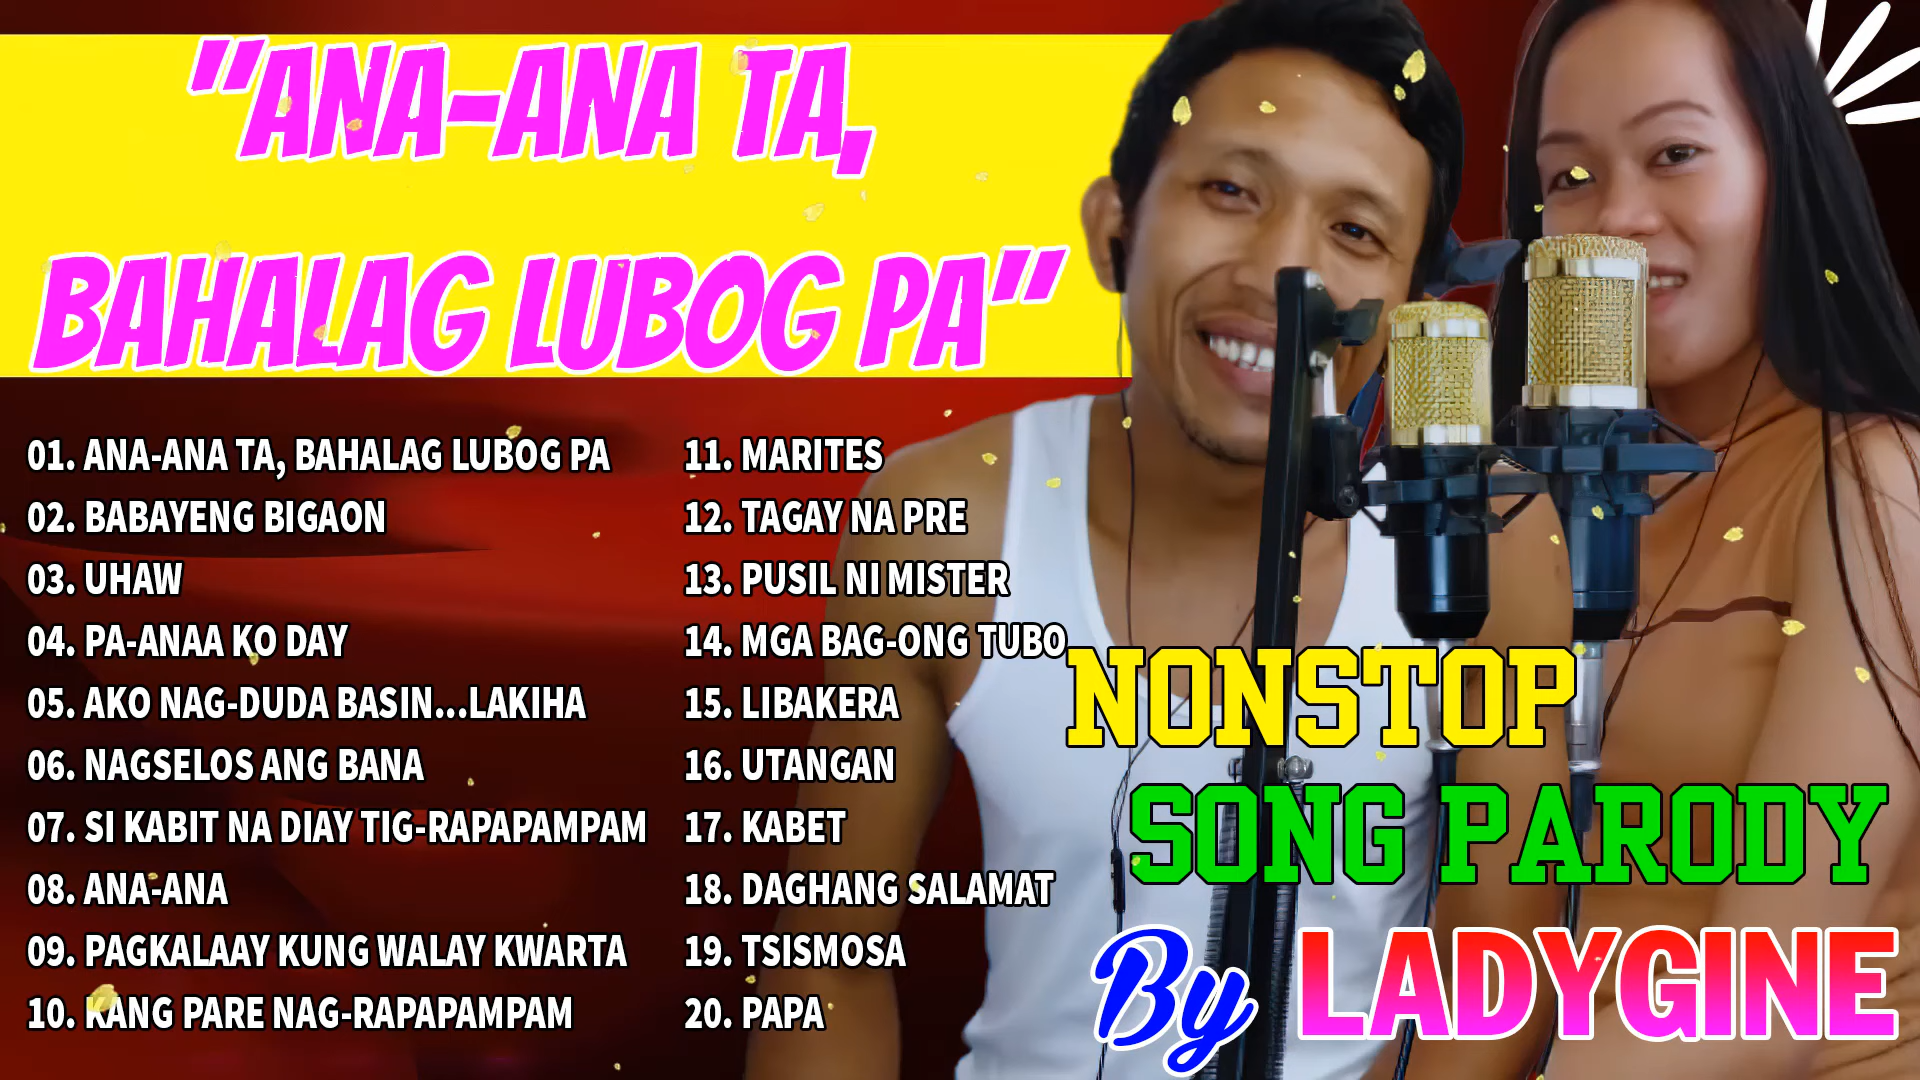 "ANA-ANA TA,
BAHALAG LUBOG PA"
01. ANA-ANA TA, BAHALAG LUBOG PA
02. BABAYENG BIGAON
03. UHAW
04. PA-ANAA KO DAY
05. AKO NAG-DUDA BASIN...LAKIHA
06. NAGSELOS ANG BANA
07. SI KABIT NA DIAY TIG-RAPAPAMPAM
08. ANA-ANA
09. PAGKALAAY KUNG WALAY KWARTA
10. KANG PARE NAG-RAPAPAMPAM
11. MARITES
12. TAGAY NA PRE
13. PUSIL NI MISTER
14. MGA BAG-ONG TUBO
15. LIBAKERA
16. UTANGAN
17. KABET
18. DAGHANG SALAMAT
19. TSISMOSA
20. PAPA
NONSTOP
SONG PARODY
By LADYGINE